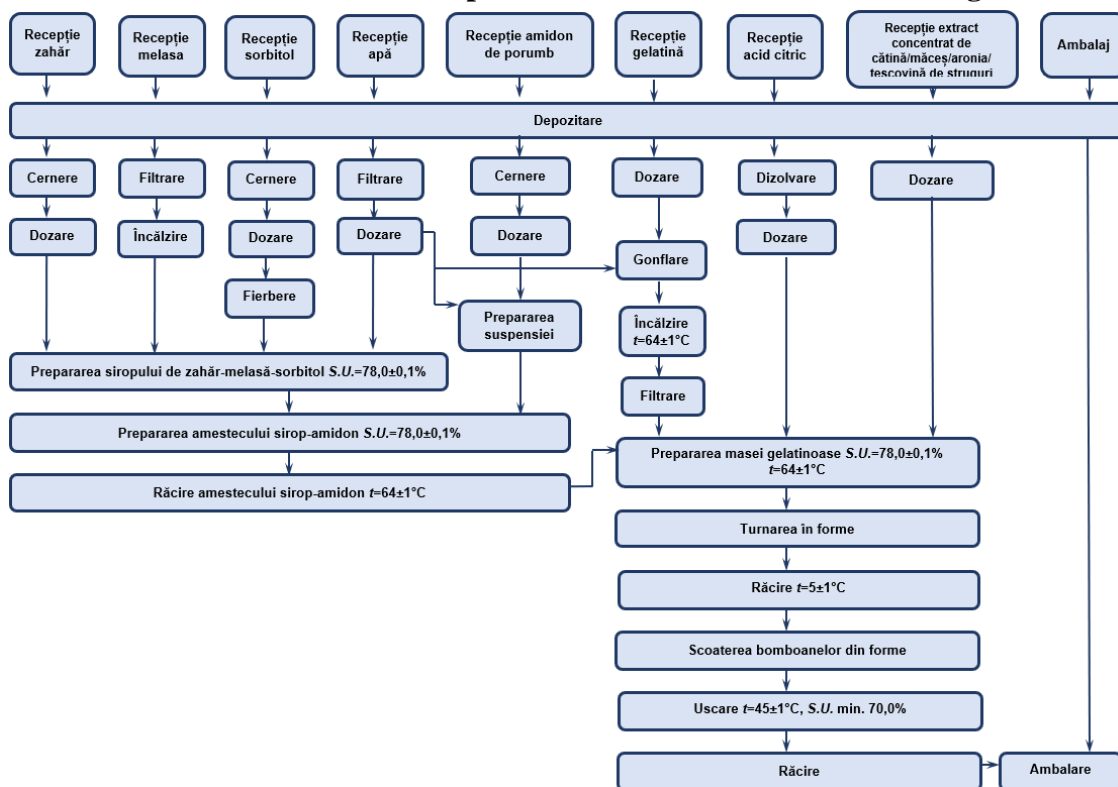 Recepție
zahăr
Recepție
melasa
Recepție
sorbitol
Recepție
apă
Recepție amidon
de porumb
Recepție
gelatină
Recepție
acid citric
Recepție extract
concentrat de
cătină/măceș/aronia/
tescovină de struguri
Ambalaj
Depozitare
Cernere
Filtrare
Cernere
Filtrare
Cernere
Dozare
Dizolvare
Dozare
Dozare
Încălzire
Dozare
Dozare
Dozare
Gonflare
Dozare
Fierbere
Prepararea
suspensiei
Încălzire
t=64±1°C
Filtrare
Prepararea siropului de zahăr-melasă-sorbitol S.U.=78,0±0,1%
Prepararea amestecului sirop-amidon S.U.=78,0±0,1%
Răcire amestecului sirop-amidon t=64±1°C
Prepararea masei gelatinoase S.U.=78,0±0,1%
t=64±1°C
Turnarea în forme
Răcire t=5±1°C
Scoaterea bomboanelor din forme
Uscare t=45±1°C, S.U. min. 70,0%
Răcire
Ambalare